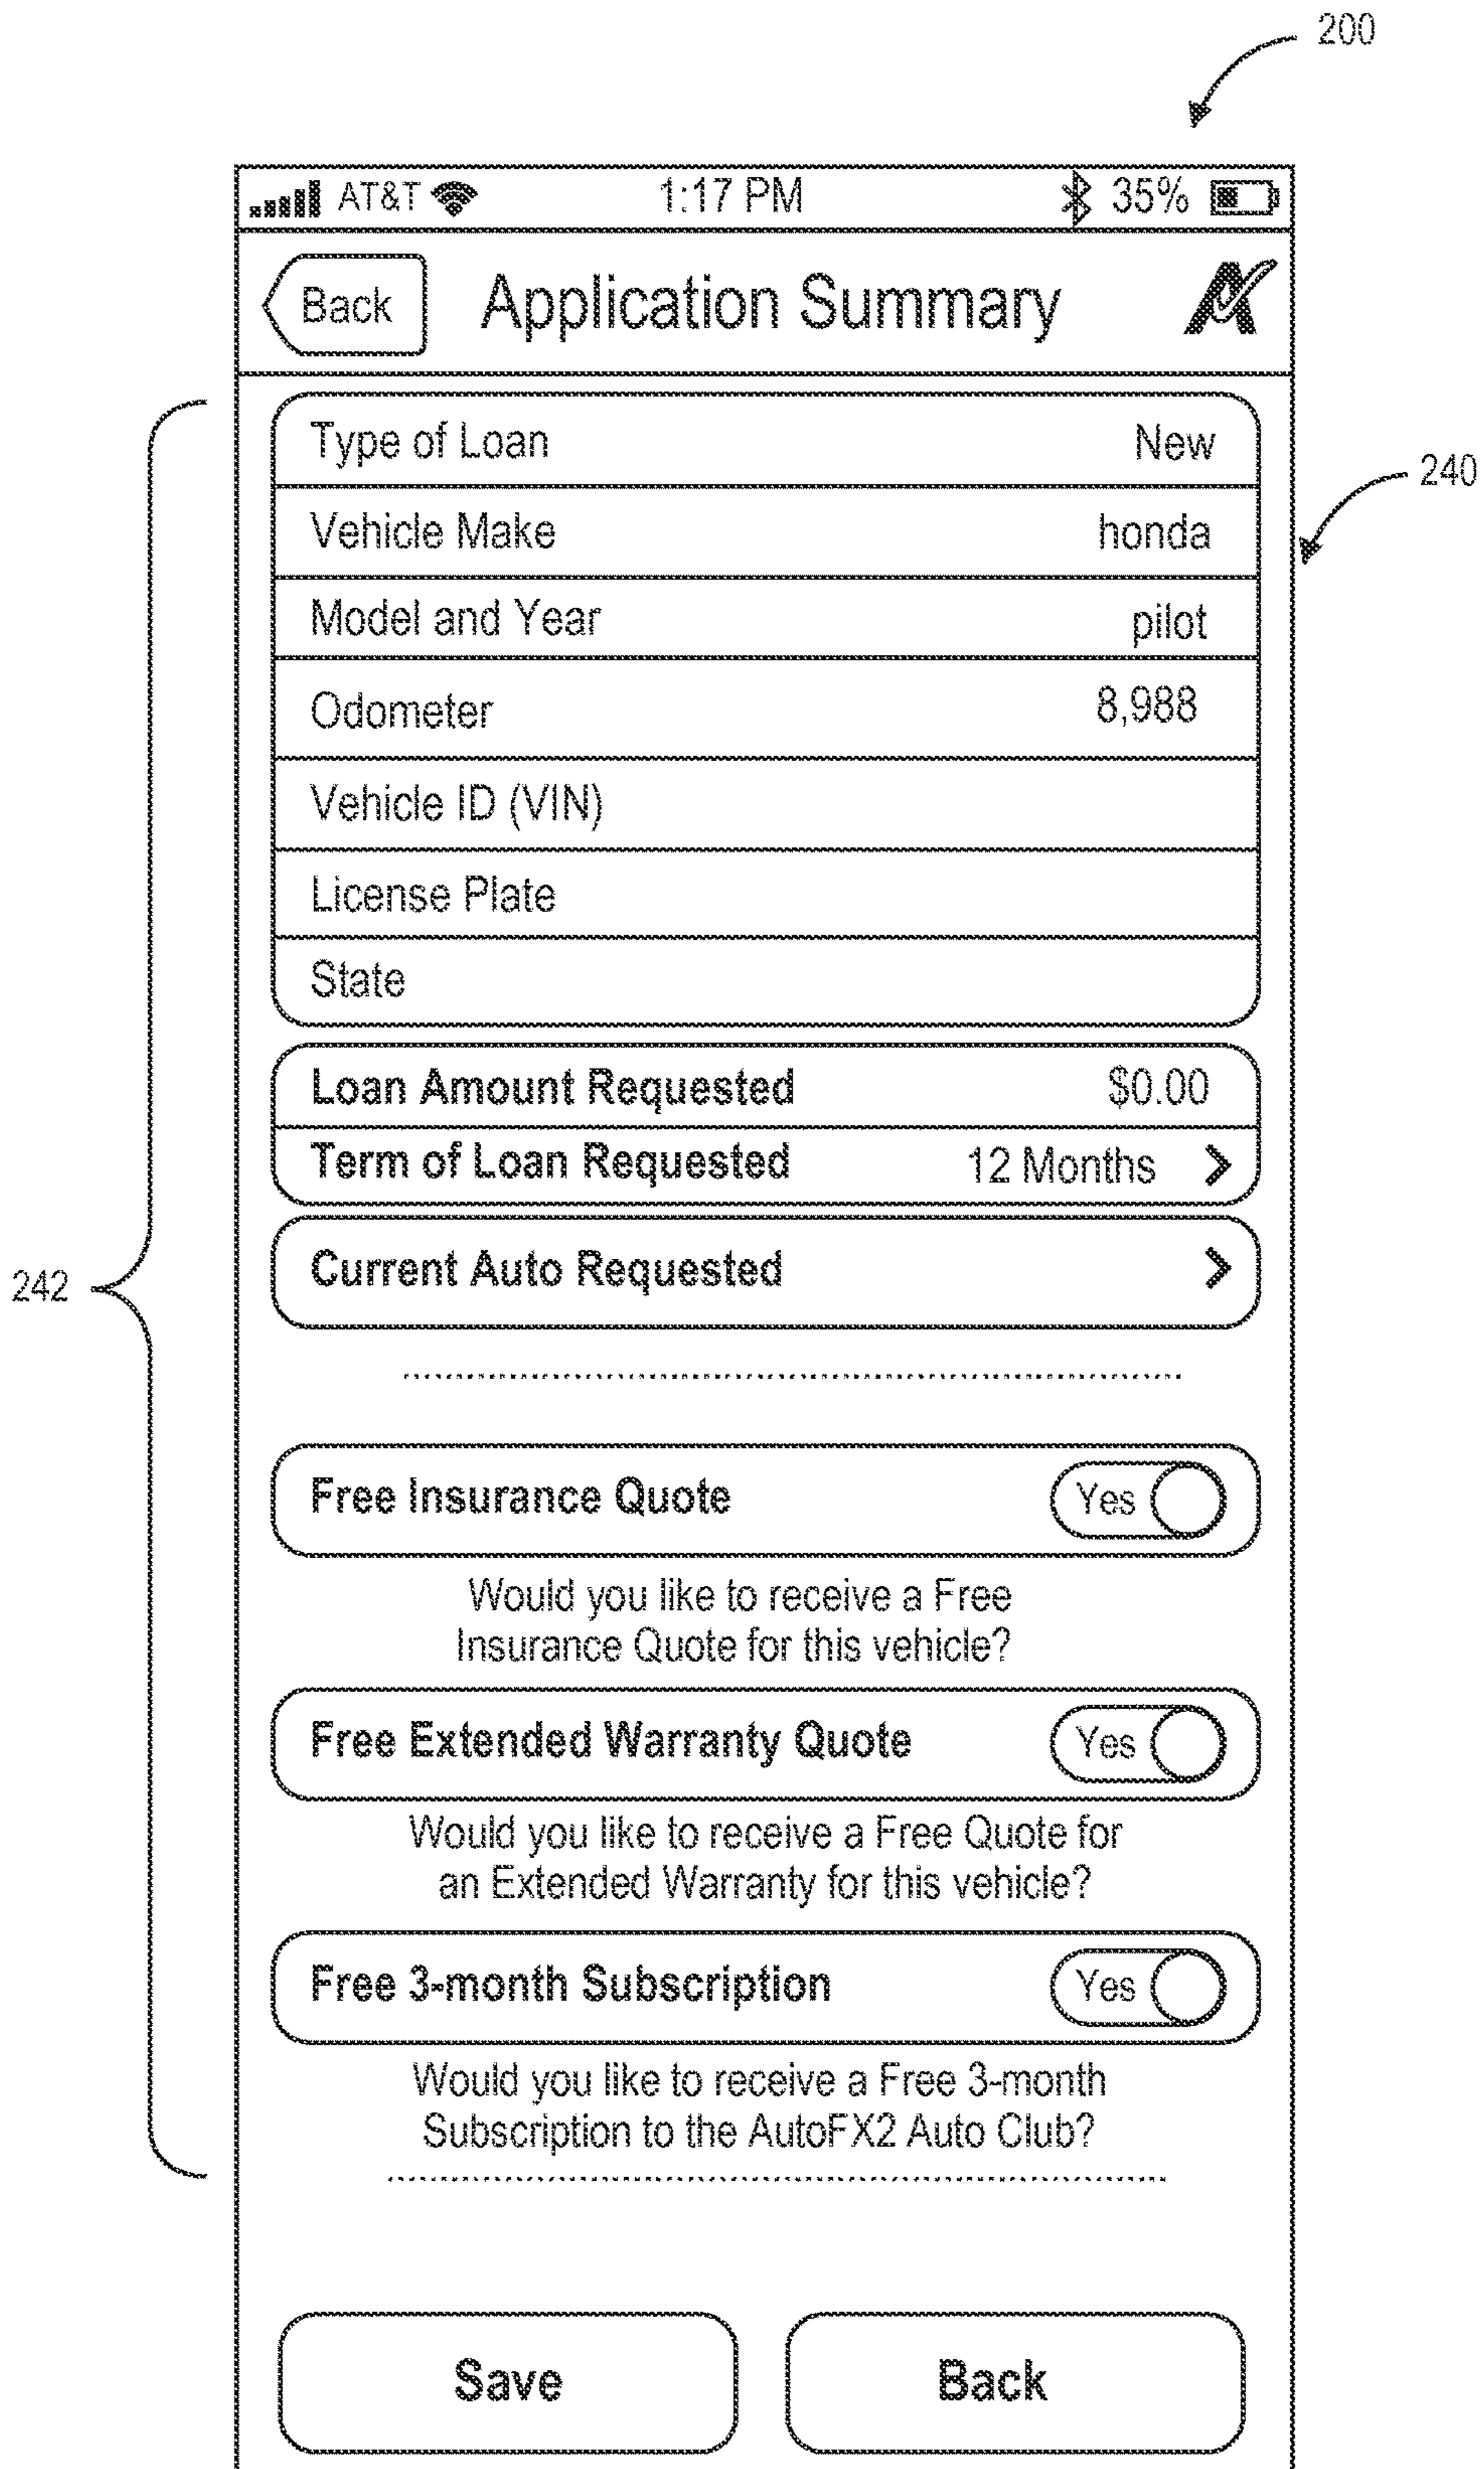 200
AT&T 1:17 PM 35%
Back Application Summary
Type of Loan New
240
Vehicle Make honda
Model and Year pilot
Odometer 8,988
Vehicle ID (VIN)
License Plate
State
Loan Amount Requested $0.00
Term of Loan Requested 12 Months >
Current Auto Requested >
242
Free Insurance Quote Yes
Would you like to receive a Free
Insurance Quote for this vehicle?
Free Extended Warranty Quote Yes
Would you like to receive a Free Quote for
an Extended Warranty for this vehicle?
Free 3-month Subscription Yes
Would you like to receive a Free 3-month
Subscription to the AutoFX2 Auto Club?
Save Back